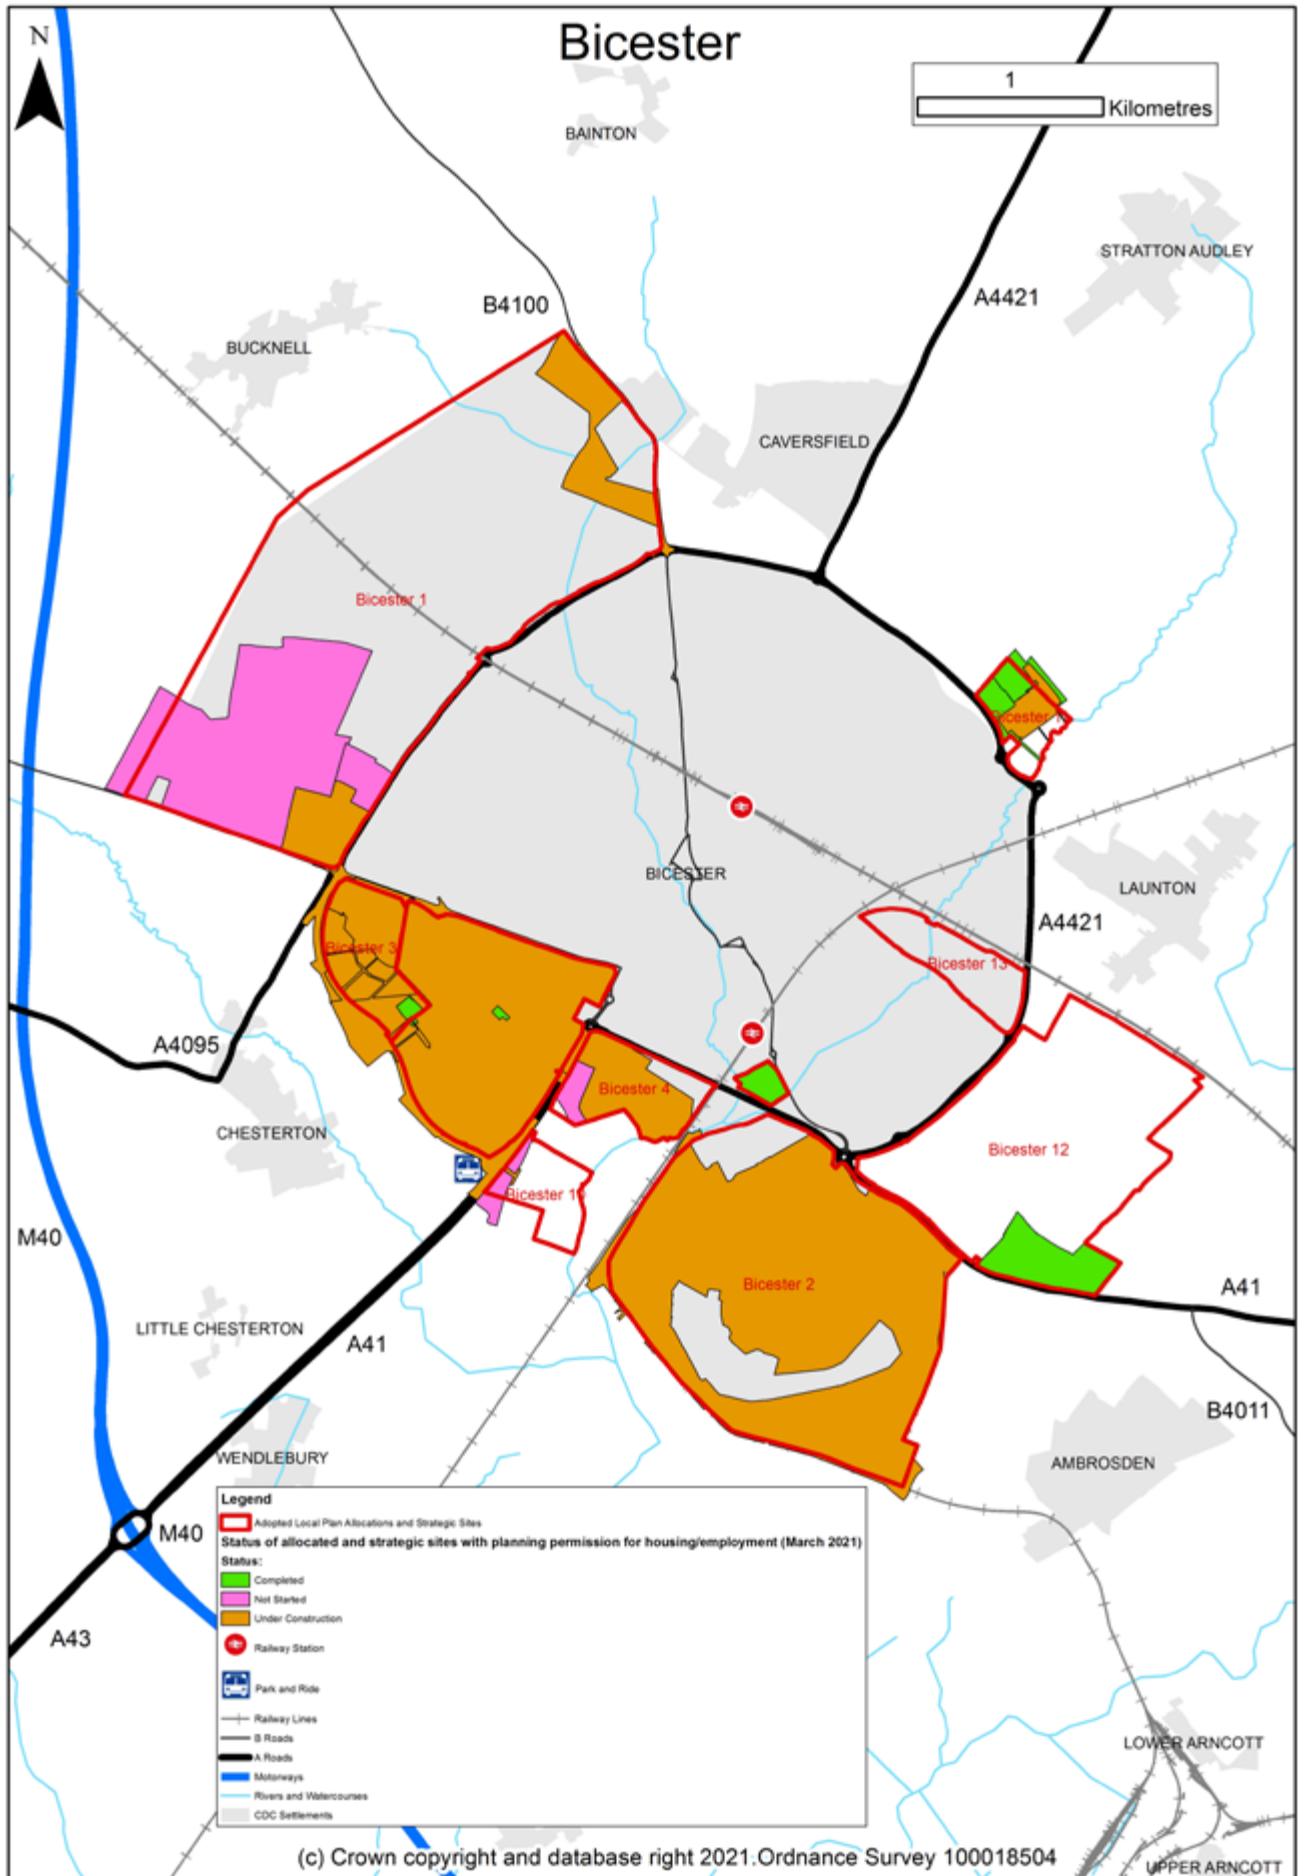 Bicester
N
1
Kilometres
BAINTON
STRATTON AUDLEY
A4421
B4100
BUCKNELL
CAVERSFIELD
Bicester 1
BICESTER
LAUNTON
A4421
Bicester 3
Bicester 13
A4095
Bicester 4
CHESTERTON
Bicester 12
Bicester 10
M40
Bicester 2
A41
LITTLE CHESTERTON
A41
B4011
WENDLEBURY
AMBROSDEN
M40
A43
Legend
Adopted Local Plan Allocations and Strategic Sites
Status of allocated and strategic sites with planning permission for housing/employment (March 2021)
Status:
Completed
Not Started
Under Construction
Railway Station
Park and Ride
Railway Lines
B Roads
A Roads
Motorways
Rivers and Watercourses
CDC Settlements
LOWER ARNCOTT
(c) Crown copyright and database right 2021.Ordnance Survey 100018504
UPPER ARNCOTT